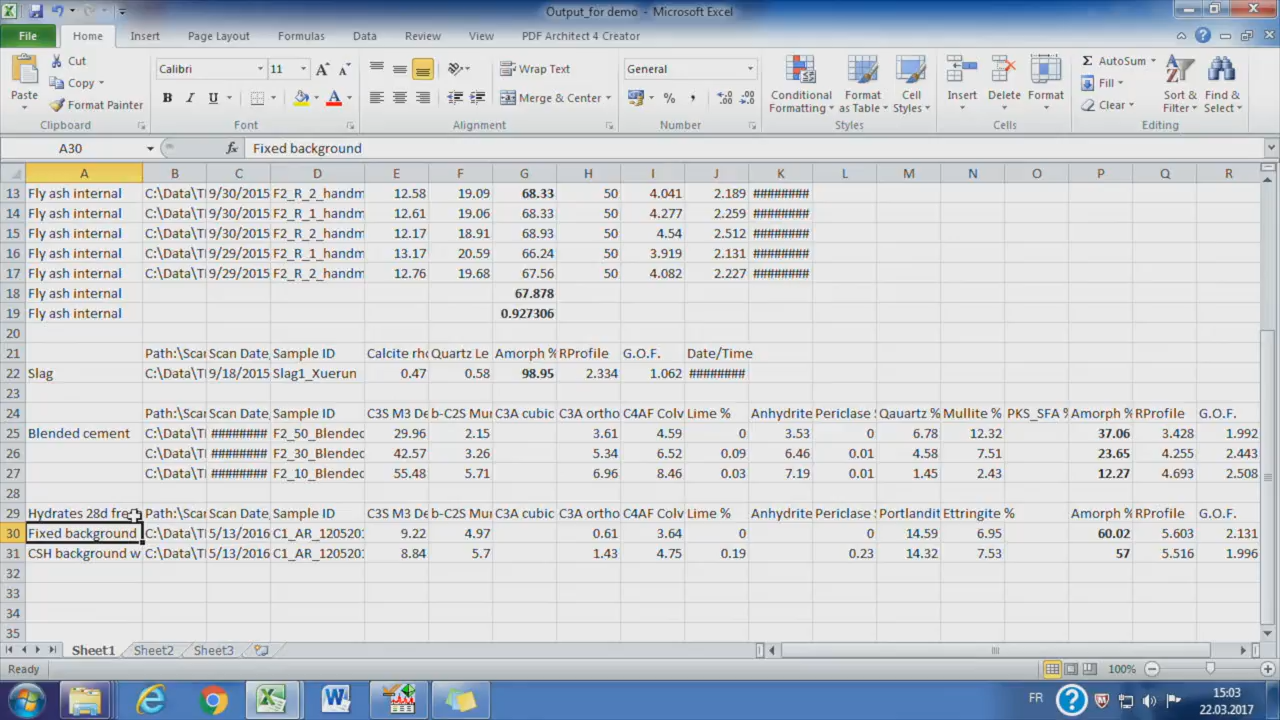 Output_for demo - Microsoft Excel
File Home Insert Page Layout Formulas Data Review View PDF Architect 4 Creator
Paste Cut Copy Format Painter Clipboard
Calibri 11 B I U Font
Wrap Text Merge & Center Alignment
General % , Number
Conditional Formatting Format as Table Cell Styles Styles
Insert Delete Format Cells
AutoSum Fill Clear Sort & Filter Find & Select Editing
A30 fx Fixed background
A B C D E F G H I J K L M N O P Q R
13 Fly ash internal C:\Data\TI 9/30/2015 F2_R_2_handm 12.58 19.09 68.33 50 4.041 2.189 ########
14 Fly ash internal C:\Data\TI 9/30/2015 F2_R_1_handm 12.61 19.06 68.33 50 4.277 2.259 ########
15 Fly ash internal C:\Data\TI 9/30/2015 F2_R_2_handm 12.17 18.91 68.93 50 4.54 2.512 ########
16 Fly ash internal C:\Data\TI 9/29/2015 F2_R_1_handm 13.17 20.59 66.24 50 3.919 2.131 ########
17 Fly ash internal C:\Data\TI 9/29/2015 F2_R_2_handm 12.76 19.68 67.56 50 4.082 2.227 ########
18 Fly ash internal 67.878
19 Fly ash internal 0.927306
20
21 Path:\Scar Scan Date, Sample ID Calcite rho Quartz Le Amorph % RProfile G.O.F. Date/Time
22 Slag C:\Data\TI 9/18/2015 Slag1_Xuerun 0.47 0.58 98.95 2.334 1.062 ########
23
24 Path:\Scar Scan Date, Sample ID C3S M3 De b-C2S Mur C3A cubic C3A ortho C4AF Colv Lime % Anhydrite Periclase S Qauartz % Mullite % PKS_SFA % Amorph % RProfile G.O.F.
25 Blended cement C:\Data\TI ######## F2_50_Blended 29.96 2.15 3.61 4.59 0 3.53 0 6.78 12.32 37.06 3.428 1.992
26 C:\Data\TI ######## F2_30_Blended 42.57 3.26 5.34 6.52 0.09 6.46 0.01 4.58 7.51 23.65 4.255 2.443
27 C:\Data\TI ######## F2_10_Blended 55.48 5.71 6.96 8.46 0.03 7.19 0.01 1.45 2.43 12.27 4.693 2.508
28
29 Hydrates 28d fre Path:\Scar Scan Date, Sample ID C3S M3 De b-C2S Mur C3A cubic C3A ortho C4AF Colv Lime % Anhydrite Periclase Portlandit Ettringite % Amorph % RProfile G.O.F.
30 Fixed background C:\Data\TI 5/13/2016 C1_AR_120520 9.22 4.97 0.61 3.64 0 0 14.59 6.95 60.02 5.603 2.131
31 CSH background w C:\Data\TI 5/13/2016 C1_AR_120520 8.84 5.7 1.43 4.75 0.19 0.23 14.32 7.53 57 5.516 1.996
32
33
34
35
Sheet1 Sheet2 Sheet3
Ready 100%
FR 15:03
22.03.2017